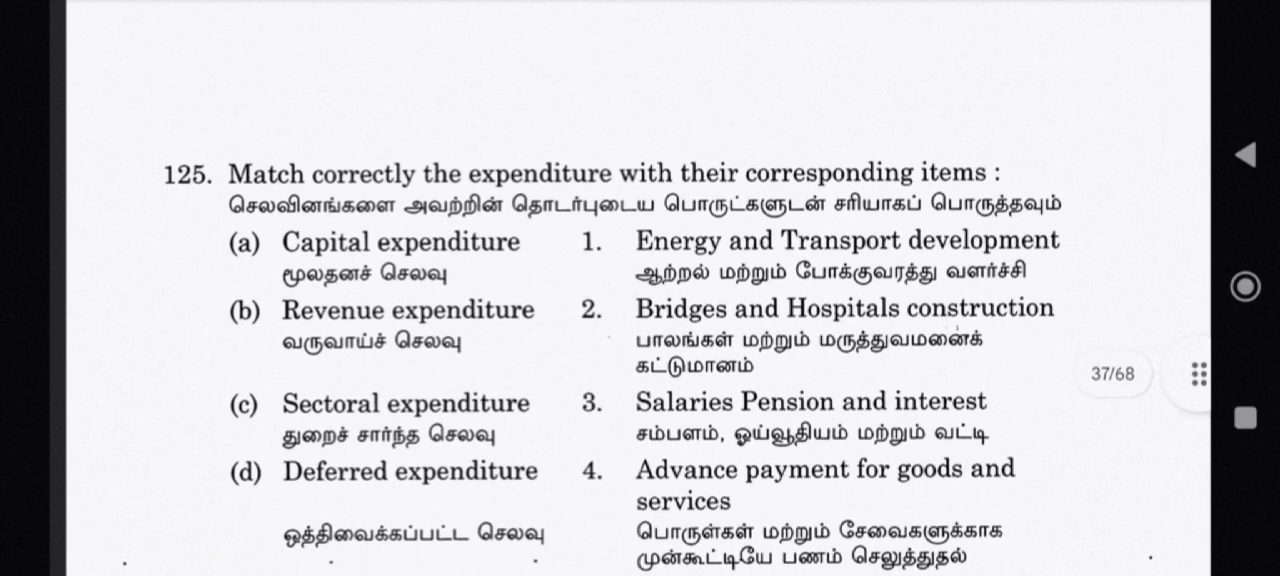 125. Match correctly the expenditure with their corresponding items :
செலவினங்களை அவற்றின் தொடர்புடைய பொருட்களுடன் சரியாகப் பொருத்தவும்
(a) Capital expenditure 1. Energy and Transport development
மூலதனச் செலவு ஆற்றல் மற்றும் போக்குவரத்து வளர்ச்சி
(b) Revenue expenditure 2. Bridges and Hospitals construction
வருவாய்ச் செலவு பாலங்கள் மற்றும் மருத்துவமனைக்
கட்டுமானம்
37/68
(c) Sectoral expenditure 3. Salaries Pension and interest
துறைச் சார்ந்த செலவு சம்பளம், ஓய்வூதியம் மற்றும் வட்டி
(d) Deferred expenditure 4. Advance payment for goods and
services
ஒத்திவைக்கப்பட்ட செலவு பொருள்கள் மற்றும் சேவைகளுக்காக
முன்கூட்டியே பணம் செலுத்துதல்